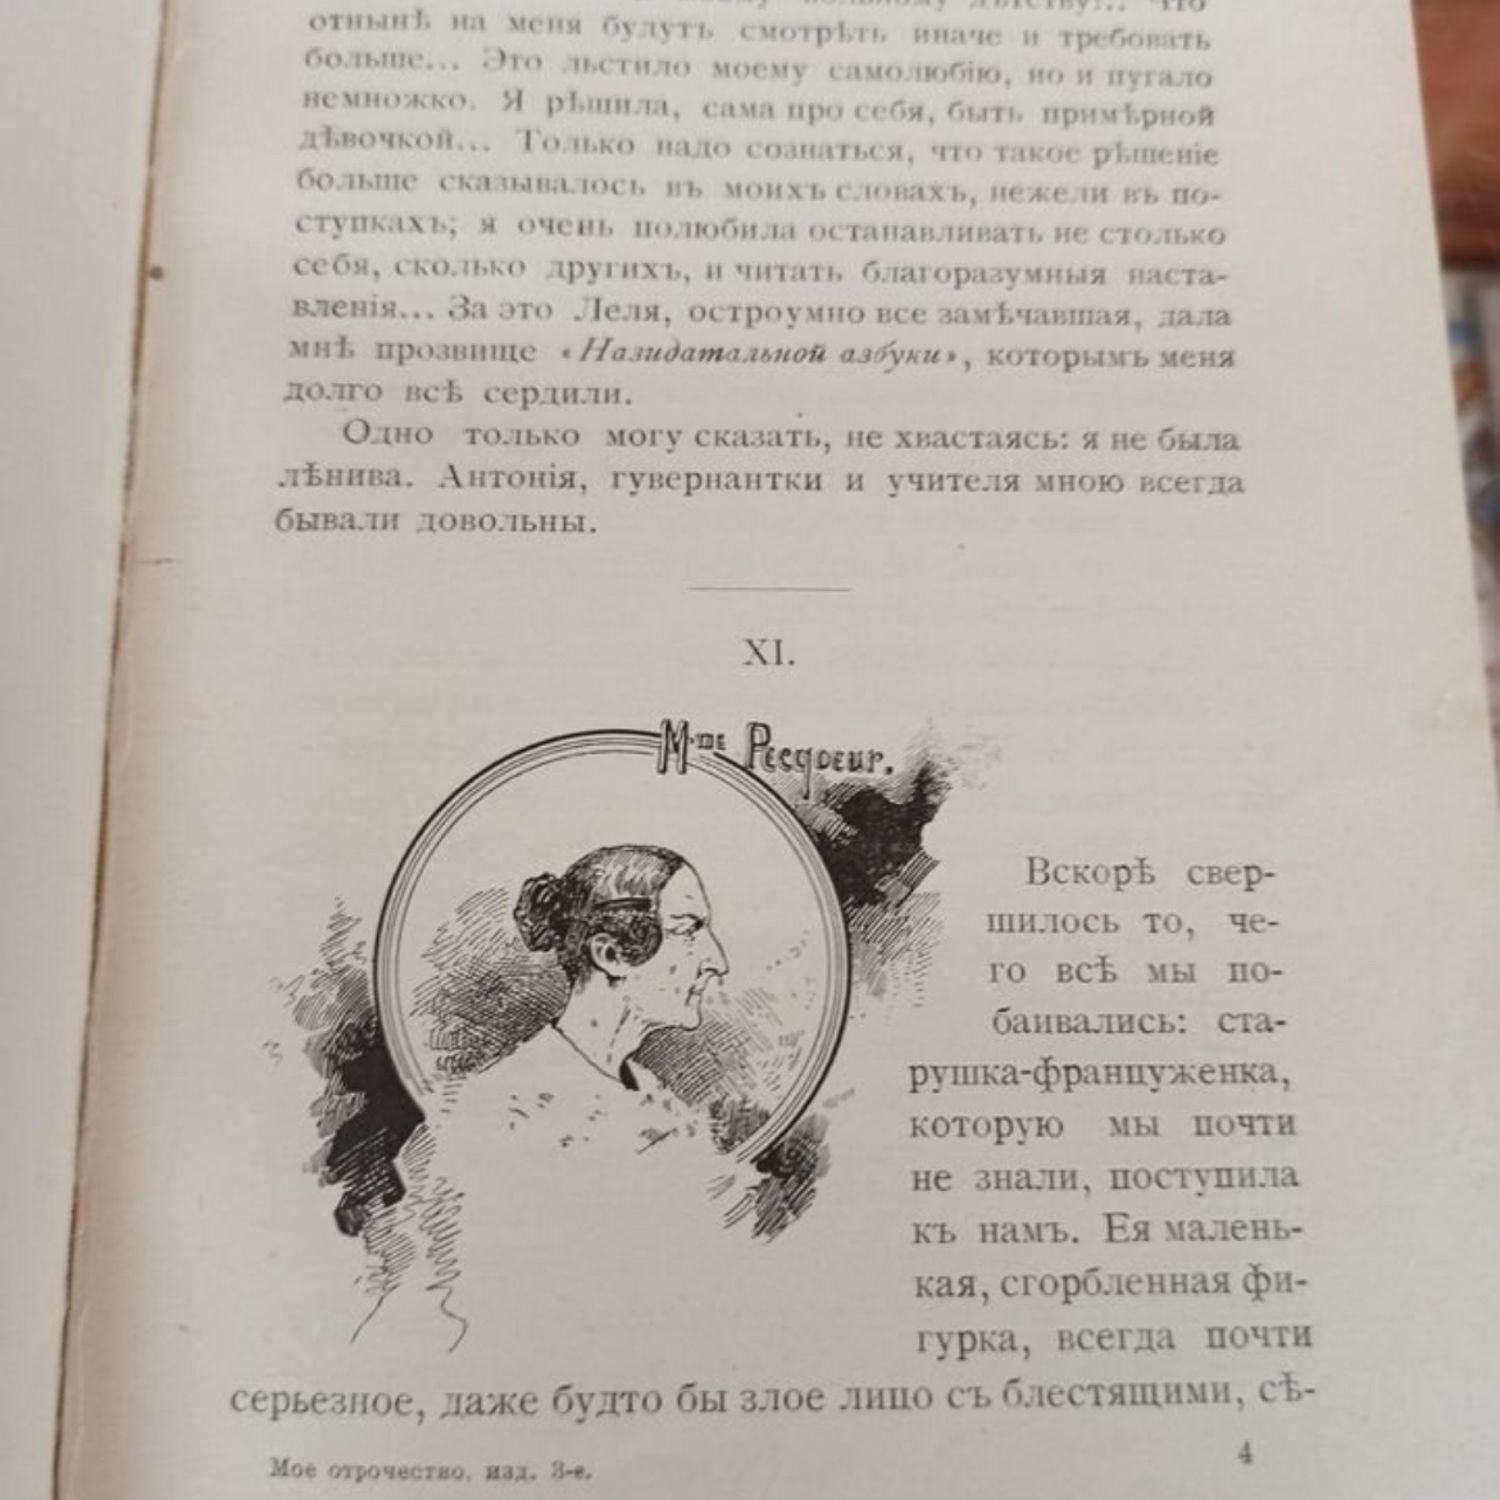 отнынѣ на меня будутъ смотрѣть иначе и требовать
больше... Это льстило моему самолюбію, но и пугало
немножко. Я рѣшила, сама про себя, быть примѣрной
дѣвочкой... Только надо сознаться, что такое рѣшеніе
больше сказывалось въ моихъ словахъ, нежели въ по-
ступкахъ; я очень полюбила останавливать не столько
себя, сколько другихъ, и читать благоразумныя наста-
вленія... За это Леля, остроумно все замѣчавшая, дала
мнѣ прозвище «Назидатальной азбуки», которымъ меня
долго всѣ сердили.
Одно только могу сказать, не хвастаясь: я не была
лѣнива. Антонія, гувернантки и учителя мною всегда
бывали довольны.
XI.
Mme Pecqoeur.
Вскорѣ свер-
шилось то, че-
го всѣ мы по-
баивались: ста-
рушка-француженка,
которую мы почти
не знали, поступила
къ намъ. Ея малень-
кая, сгорбленная фи-
гурка, всегда почти
серьезное, даже будто бы злое лицо съ блестящими, сѣ-
Мое отрочество, изд. 3-е.
4